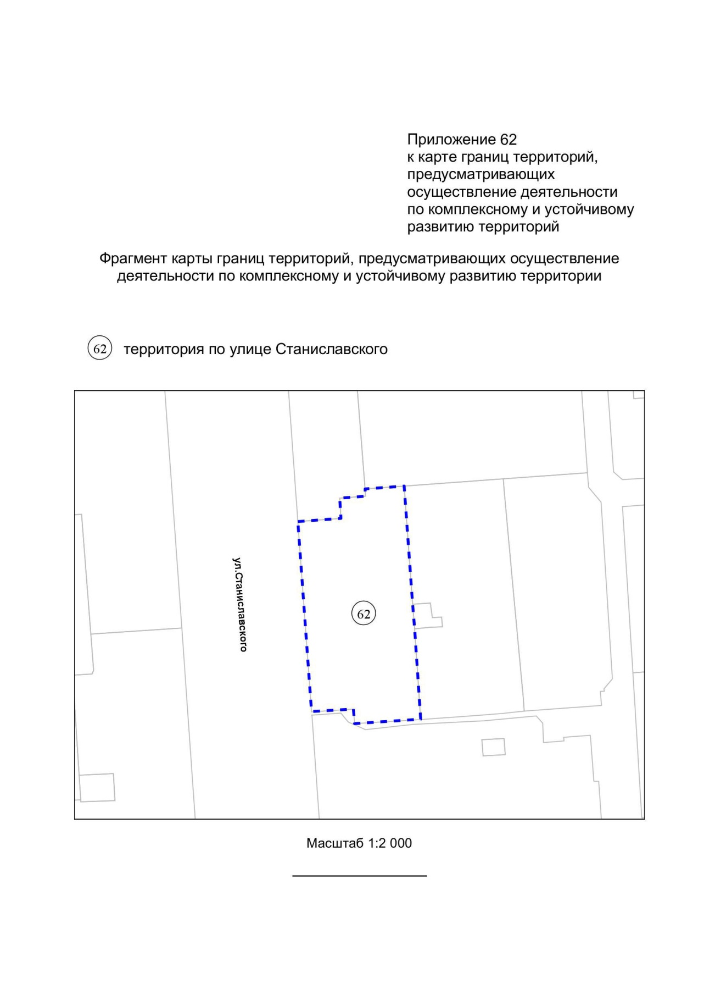 Приложение 62
к карте границ территорий,
предусматривающих
осуществление деятельности
по комплексному и устойчивому
развитию территорий
Фрагмент карты границ территорий, предусматривающих осуществление
деятельности по комплексному и устойчивому развитию территории
62 территория по улице Станиславского
ул.Станиславского
62
Масштаб 1:2 000